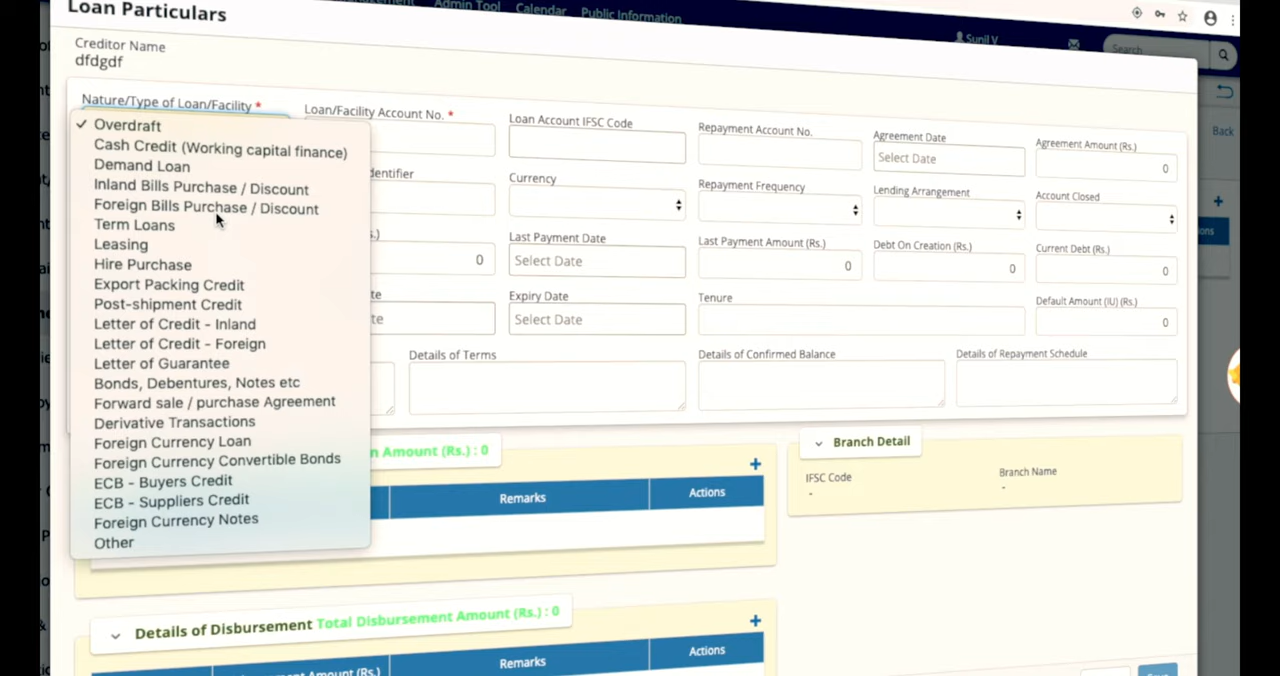 Loan Particulars
Admin Tool
Calendar
Public Information
Sunil V
Search
Back
Creditor Name
dfdgdf
Nature/Type of Loan/Facility *
Loan/Facility Account No. *
Loan Account IFSC Code
Repayment Account No.
Agreement Date
Select Date
Agreement Amount (Rs.)
0
✓ Overdraft
Cash Credit (Working capital finance)
Demand Loan
Inland Bills Purchase / Discount
Foreign Bills Purchase / Discount
Term Loans
Leasing
Hire Purchase
Export Packing Credit
Post-shipment Credit
Letter of Credit - Inland
Letter of Credit - Foreign
Letter of Guarantee
Bonds, Debentures, Notes etc
Forward sale / purchase Agreement
Derivative Transactions
Foreign Currency Loan
Foreign Currency Convertible Bonds
ECB - Buyers Credit
ECB - Suppliers Credit
Foreign Currency Notes
Other
Currency
Repayment Frequency
Lending Arrangement
Account Closed
0
Last Payment Date
Select Date
Last Payment Amount (Rs.)
0
Debt On Creation (Rs.)
0
Current Debt (Rs.)
0
Expiry Date
Select Date
Tenure
Default Amount (IU) (Rs.)
0
Details of Terms
Details of Confirmed Balance
Details of Repayment Schedule
Amount (Rs.) : 0
Remarks
Actions
Branch Detail
IFSC Code
-
Branch Name
-
Details of Disbursement Total Disbursement Amount (Rs.) : 0
Amount (Rs.)
Remarks
Actions